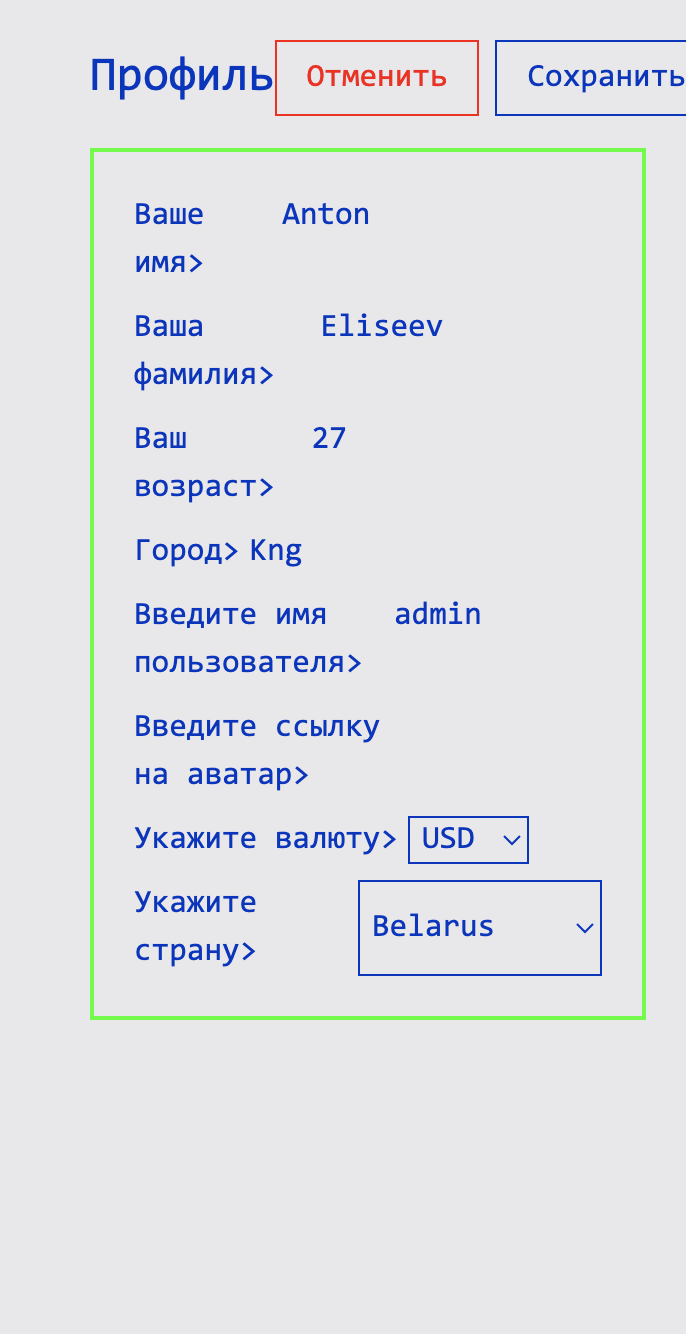 Профиль Отменить Сохранить
Ваше Anton
имя>
Ваша Eliseev
фамилия>
Ваш 27
возраст>
Город> Kng
Введите имя admin
пользователя>
Введите ссылку
на аватар>
Укажите валюту> USD
Укажите
страну> Belarus